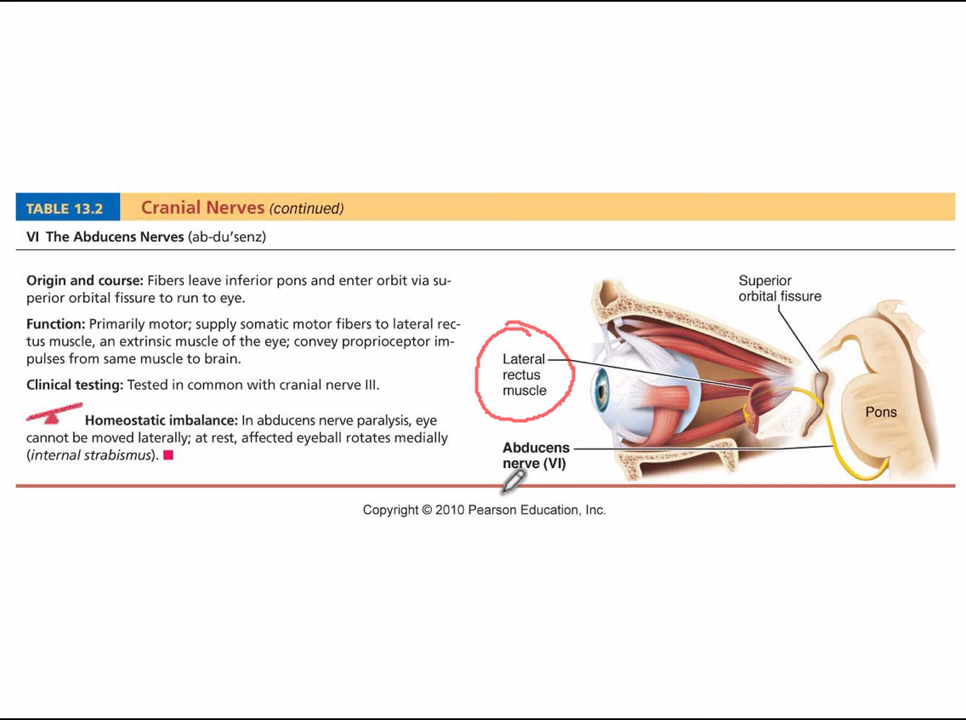 TABLE 13.2 Cranial Nerves (continued)
VI The Abducens Nerves (ab-du′senz)
Origin and course: Fibers leave inferior pons and enter orbit via su-
perior orbital fissure to run to eye.
Function: Primarily motor; supply somatic motor fibers to lateral rec-
tus muscle, an extrinsic muscle of the eye; convey proprioceptor im-
pulses from same muscle to brain.
Clinical testing: Tested in common with cranial nerve III.
Homeostatic imbalance: In abducens nerve paralysis, eye
cannot be moved laterally; at rest, affected eyeball rotates medially
(internal strabismus).
Superior
orbital fissure
Lateral
rectus
muscle
Pons
Abducens
nerve (VI)
Copyright © 2010 Pearson Education, Inc.